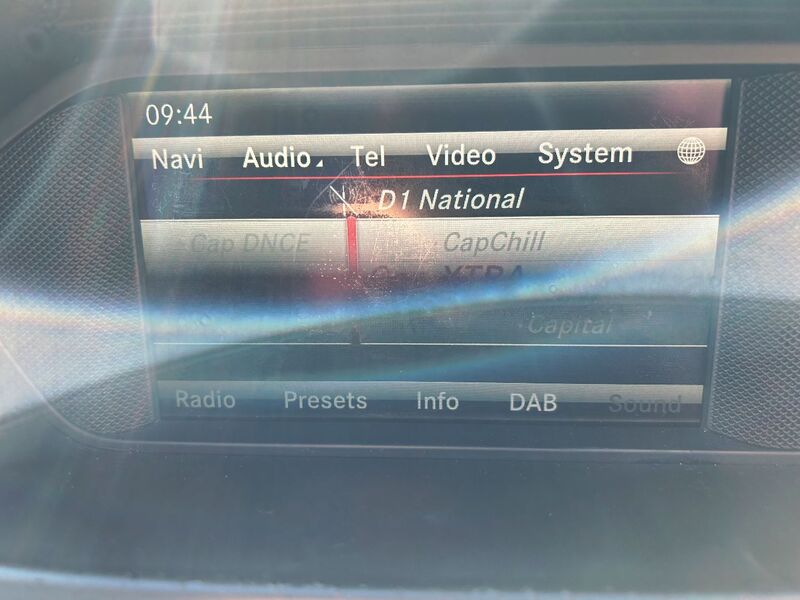 09:44
Navi Audio Tel Video System
D1 National
Cap DNCE CapChill
XTRA
Capital
Radio Presets Info DAB Sound